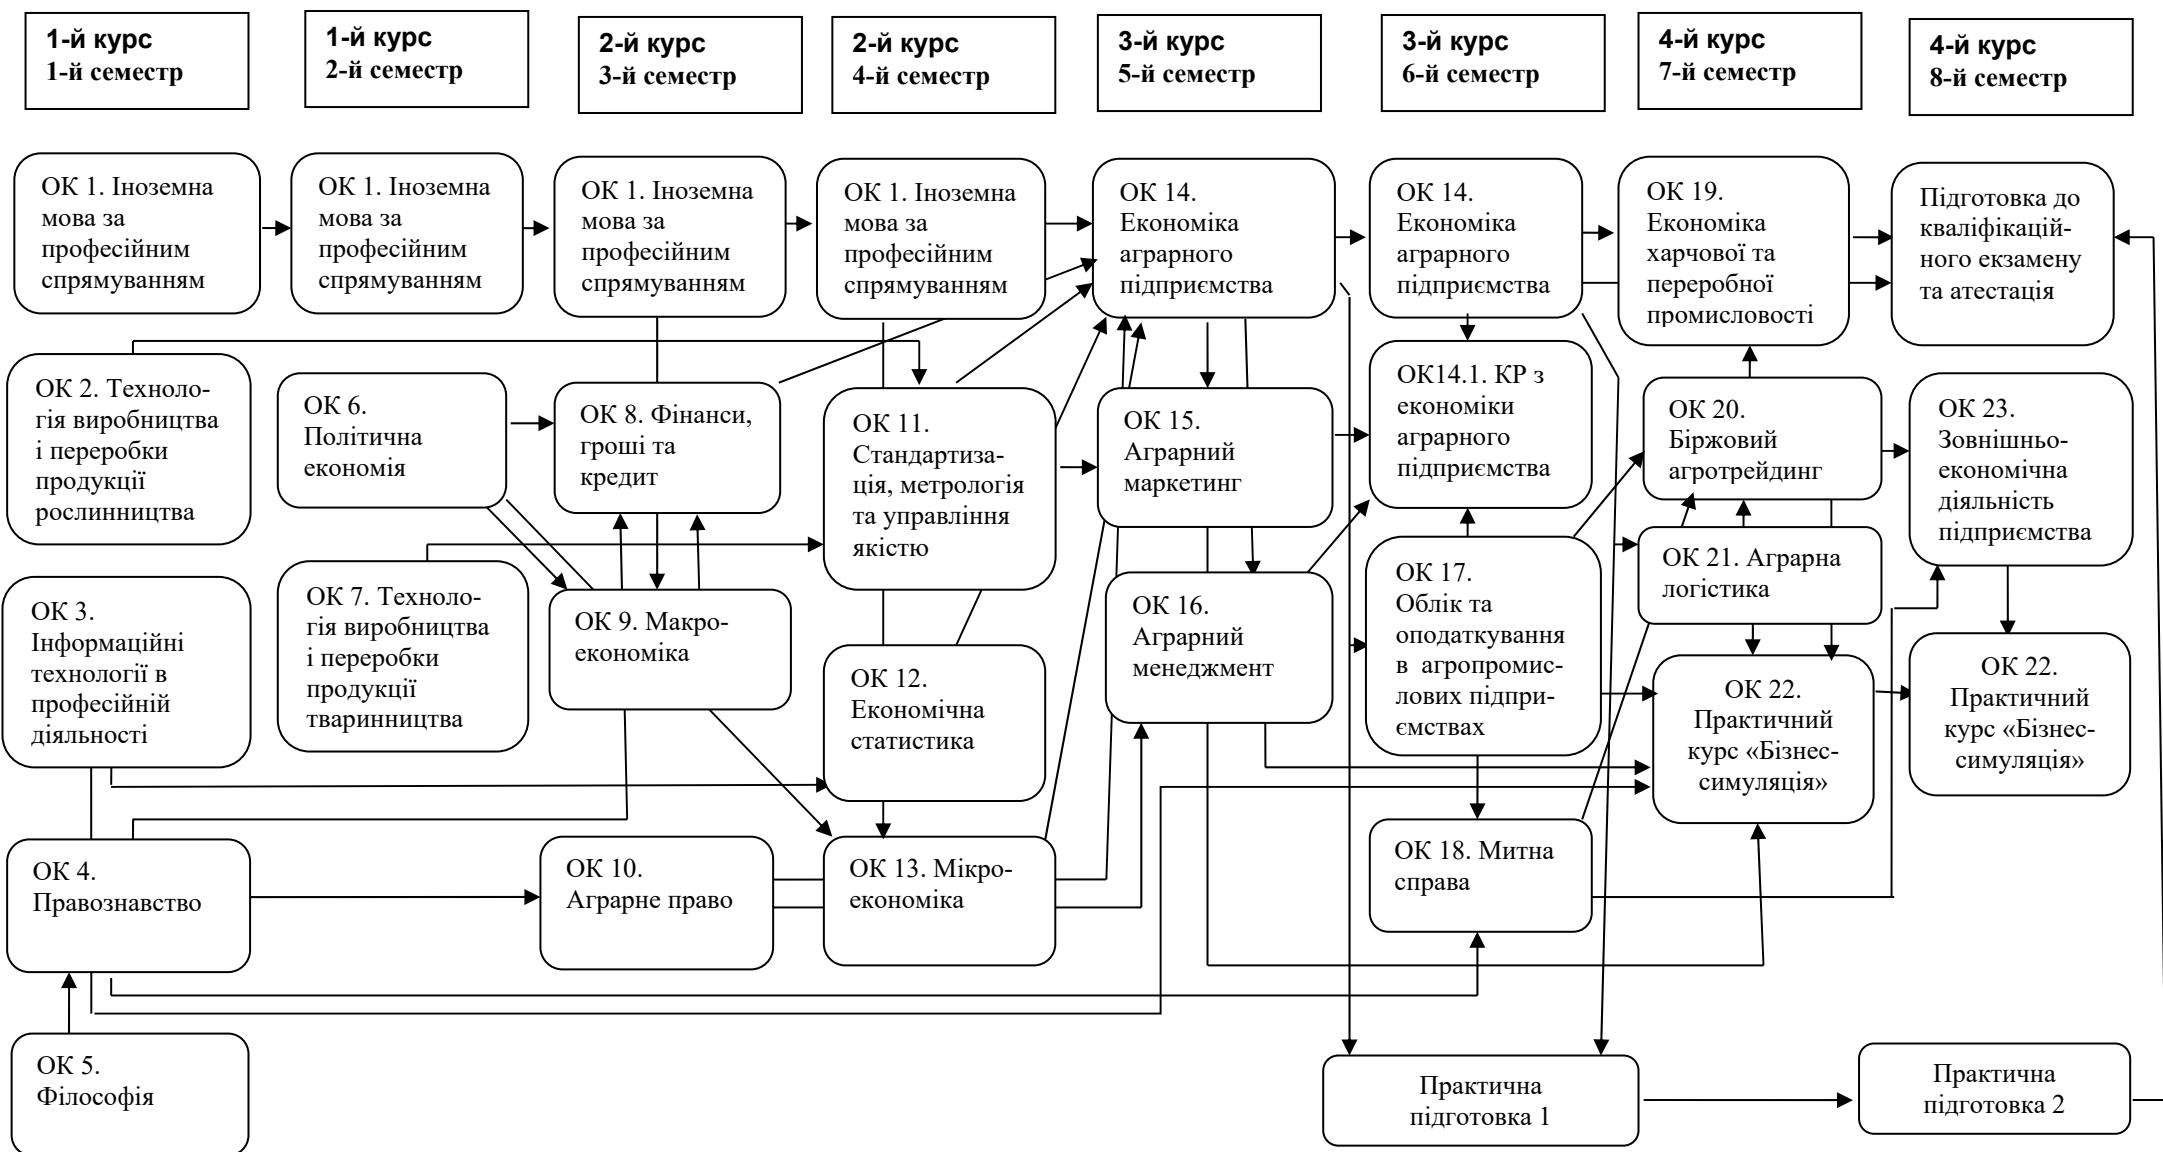 1-й курс
1-й семестр
1-й курс
2-й семестр
2-й курс
3-й семестр
2-й курс
4-й семестр
3-й курс
5-й семестр
3-й курс
6-й семестр
4-й курс
7-й семестр
4-й курс
8-й семестр
ОК 1. Іноземна
мова за
професійним
спрямуванням
ОК 1. Іноземна
мова за
професійним
спрямуванням
ОК 1. Іноземна
мова за
професійним
спрямуванням
ОК 1. Іноземна
мова за
професійним
спрямуванням
ОК 14.
Економіка
аграрного
підприємства
ОК 14.
Економіка
аграрного
підприємства
ОК 19.
Економіка
харчової та
переробної
промисловості
Підготовка до
кваліфікацій-
ного екзамену
та атестація
ОК 2. Техноло-
гія виробництва
і переробки
продукції
рослинництва
ОК 6.
Політична
економія
ОК 8. Фінанси,
гроші та
кредит
ОК 11.
Стандартиза-
ція, метрологія
та управління
якістю
ОК 15.
Аграрний
маркетинг
ОК14.1. КР з
економіки
аграрного
підприємства
ОК 20.
Біржовий
агротрейдинг
ОК 23.
Зовнішньо-
економічна
діяльність
підприємства
ОК 3.
Інформаційні
технології в
професійній
діяльності
ОК 7. Техноло-
гія виробництва
і переробки
продукції
тваринництва
ОК 9. Макро-
економіка
ОК 12.
Економічна
статистика
ОК 16.
Аграрний
менеджмент
ОК 17.
Облік та
оподаткування
в агропромис-
лових підпри-
ємствах
ОК 21. Аграрна
логістика
ОК 22.
Практичний
курс «Бізнес-
симуляція»
ОК 22.
Практичний
курс «Бізнес-
симуляція»
ОК 4.
Правознавство
ОК 10.
Аграрне право
ОК 13. Мікро-
економіка
ОК 18. Митна
справа
ОК 5.
Філософія
Практична
підготовка 1
Практична
підготовка 2